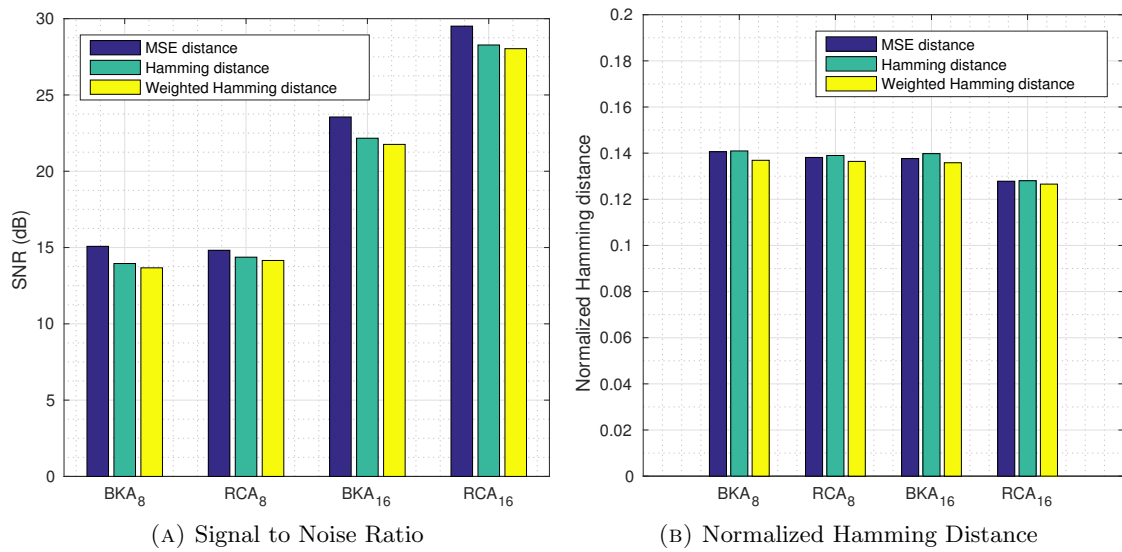 30
25
20
15
10
5
0
SNR (dB)
MSE distance
Hamming distance
Weighted Hamming distance
BKA8 RCA8 BKA16 RCA16
(A) Signal to Noise Ratio
0.2
0.18
0.16
0.14
0.12
0.1
0.08
0.06
0.04
0.02
0
Normalized Hamming distance
MSE distance
Hamming distance
Weighted Hamming distance
BKA8 RCA8 BKA16 RCA16
(B) Normalized Hamming Distance